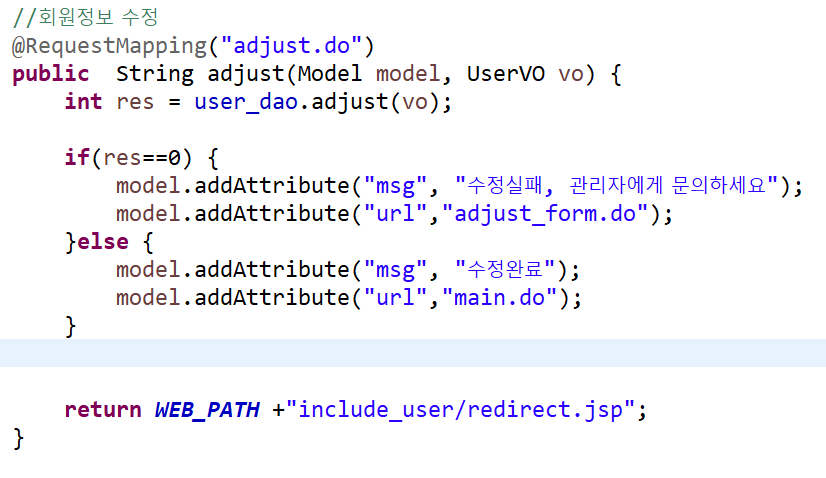 //회원정보 수정
@RequestMapping("adjust.do")
public  String adjust(Model model, UserVO vo) {
    int res = user_dao.adjust(vo);
    if(res==0) {
        model.addAttribute("msg", "수정실패, 관리자에게 문의하세요");
        model.addAttribute("url","adjust_form.do");
    }else {
        model.addAttribute("msg", "수정완료");
        model.addAttribute("url","main.do");
    }
    return WEB_PATH +"include_user/redirect.jsp";
}